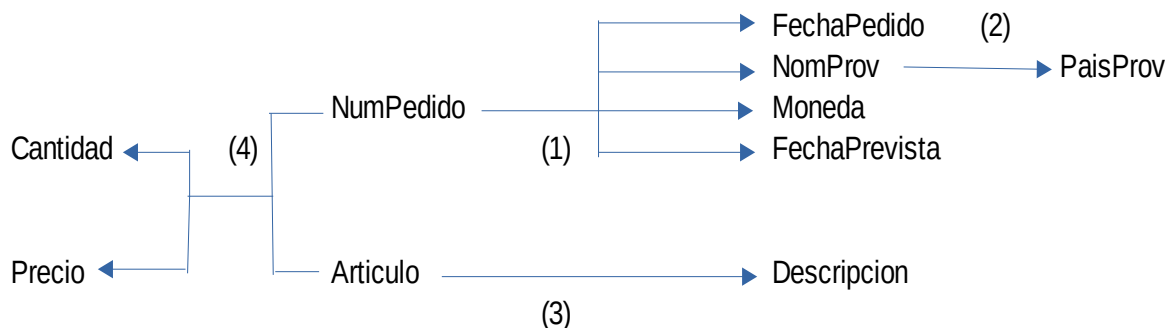 FechaPedido (2)
NomProv PaisProv
NumPedido Moneda
Cantidad (4) (1) FechaPrevista
Precio Articulo Descripcion
(3)